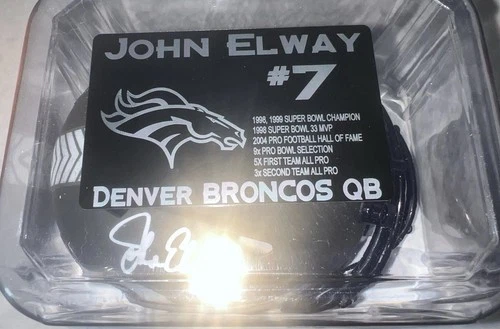 JOHN ELWAY
#7
1998, 1999 SUPER BOWL CHAMPION
1998 SUPER BOWL 33 MVP
2004 PRO FOOTBALL HALL OF FAME
9x PRO BOWL SELECTION
5X FIRST TEAM ALL PRO
3x SECOND TEAM ALL PRO
DENVER BRONCOS QB
John E